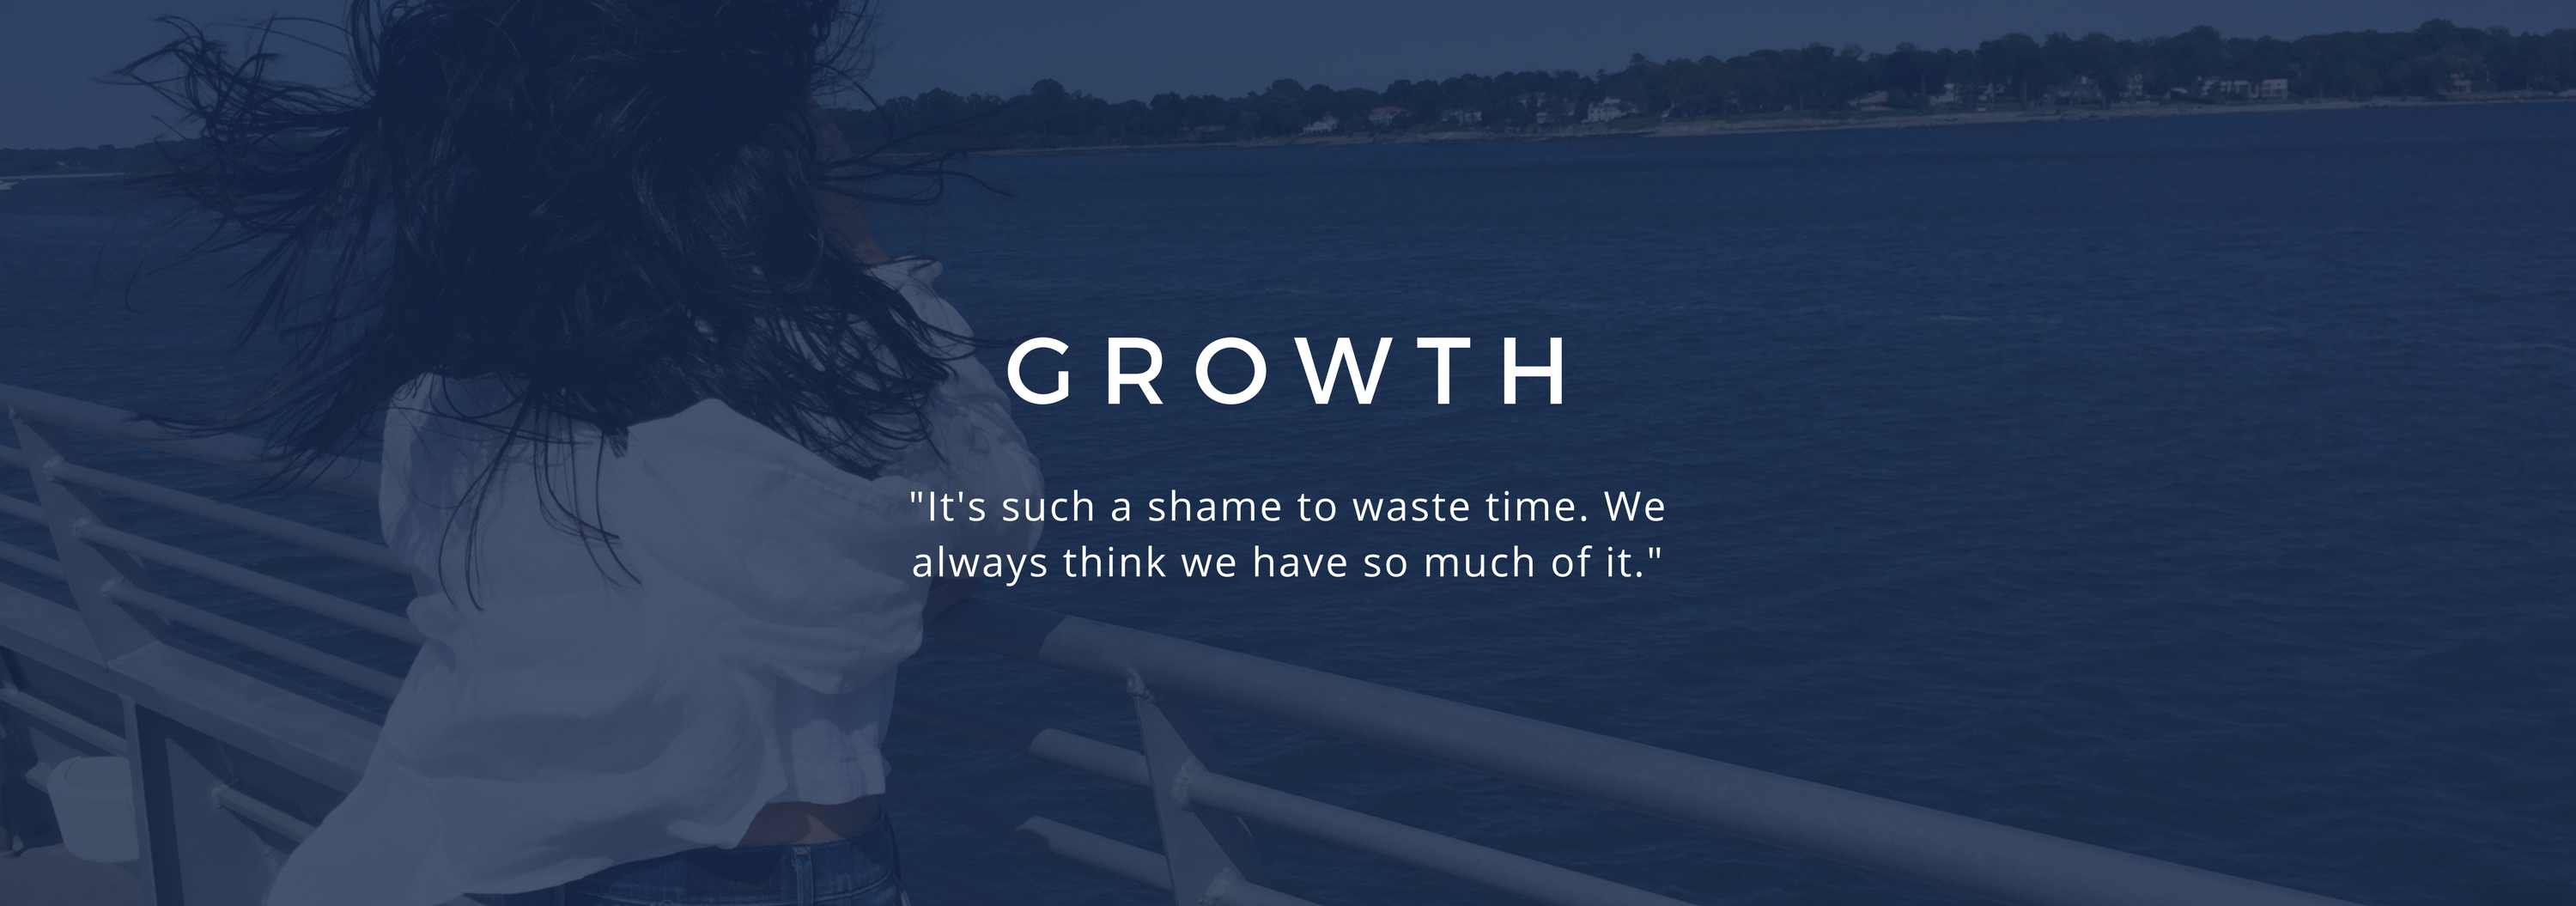 GROWTH
"It's such a shame to waste time. We
always think we have so much of it."